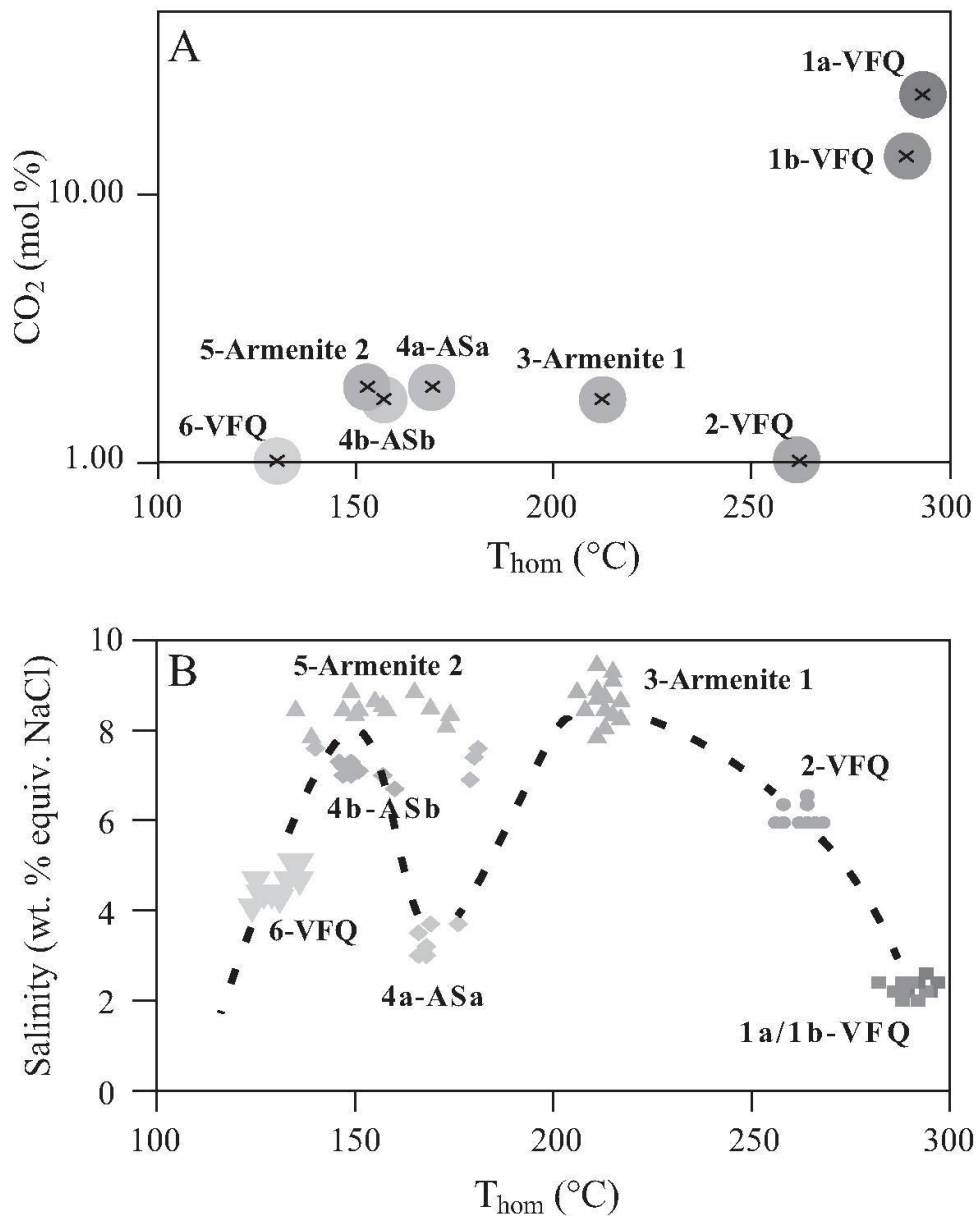 A
1a-VFQ
1b-VFQ
10.00
CO₂ (mol %)
5-Armenite 2
4a-ASa
3-Armenite 1
6-VFQ
4b-ASb
2-VFQ
1.00
100 150 200 250 300
T_hom (°C)
B
10
5-Armenite 2
3-Armenite 1
8
2-VFQ
4b-ASb
6
Salinity (wt. % equiv. NaCl)
4
6-VFQ
4a-ASa
2
1a/1b-VFQ
0
100 150 200 250 300
T_hom (°C)